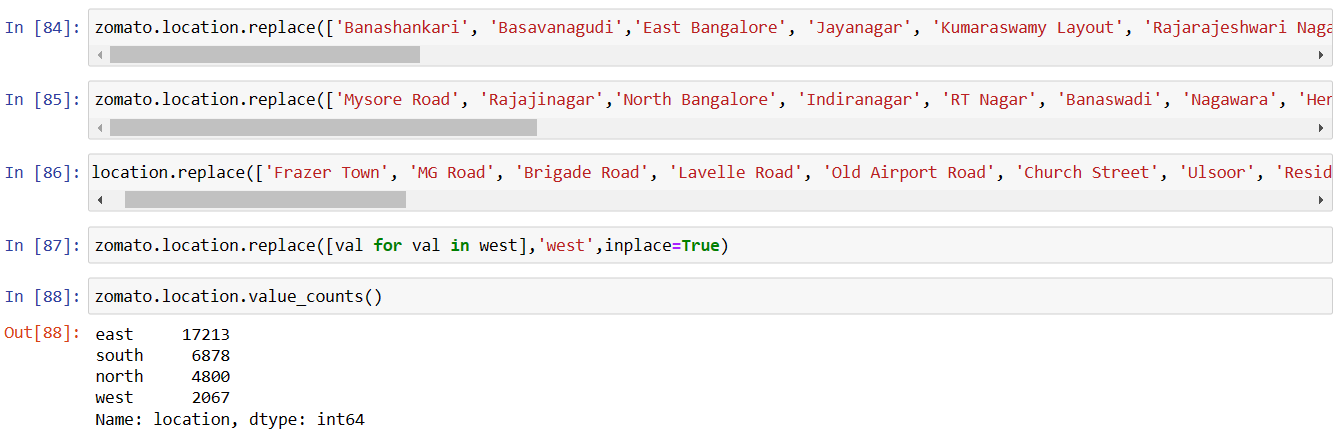 In [84]: zomato.location.replace(['Banashankari', 'Basavanagudi','East Bangalore', 'Jayanagar', 'Kumaraswamy Layout', 'Rajarajeshwari Naga
In [85]: zomato.location.replace(['Mysore Road', 'Rajajinagar','North Bangalore', 'Indiranagar', 'RT Nagar', 'Banaswadi', 'Nagawara', 'Her
In [86]: location.replace(['Frazer Town', 'MG Road', 'Brigade Road', 'Lavelle Road', 'Old Airport Road', 'Church Street', 'Ulsoor', 'Resid
In [87]: zomato.location.replace([val for val in west],'west',inplace=True)
In [88]: zomato.location.value_counts()
Out[88]: east     17213
south     6878
north     4800
west      2067
Name: location, dtype: int64